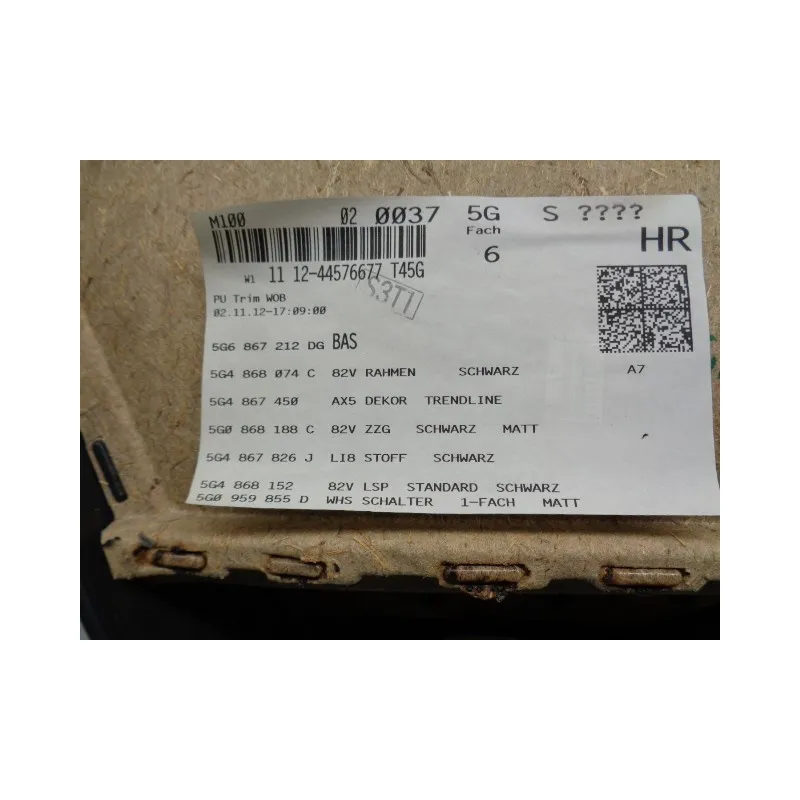 M100 02 0037 5G S ????
Fach HR
6
W1 11 12-44576677 T45G
S3T1
PU Trim WOB
02.11.12-17:09:00
5G6 867 212 DG BAS
5G4 868 074 C 82V RAHMEN SCHWARZ A7
5G4 867 450 AX5 DEKOR TRENDLINE
5G0 868 188 C 82V ZZG SCHWARZ MATT
5G4 867 826 J LI8 STOFF SCHWARZ
5G4 868 152 82V LSP STANDARD SCHWARZ
5G0 959 855 D WHS SCHALTER 1-FACH MATT